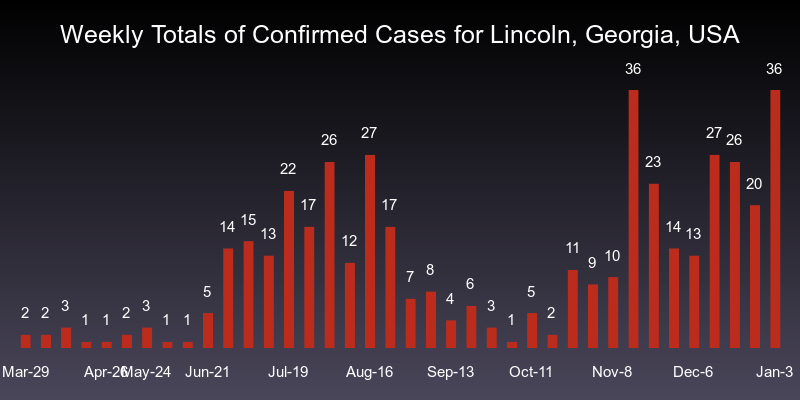 Weekly Totals of Confirmed Cases for Lincoln, Georgia, USA
2 2 3 1 1 2 3 1 1 5 14 15 13 22 17 26 12 27 17 7 8 4 6 3 1 5 2 11 9 10 36 23 14 13 27 26 20 36
Mar-29 Apr-26 May-24 Jun-21 Jul-19 Aug-16 Sep-13 Oct-11 Nov-8 Dec-6 Jan-3